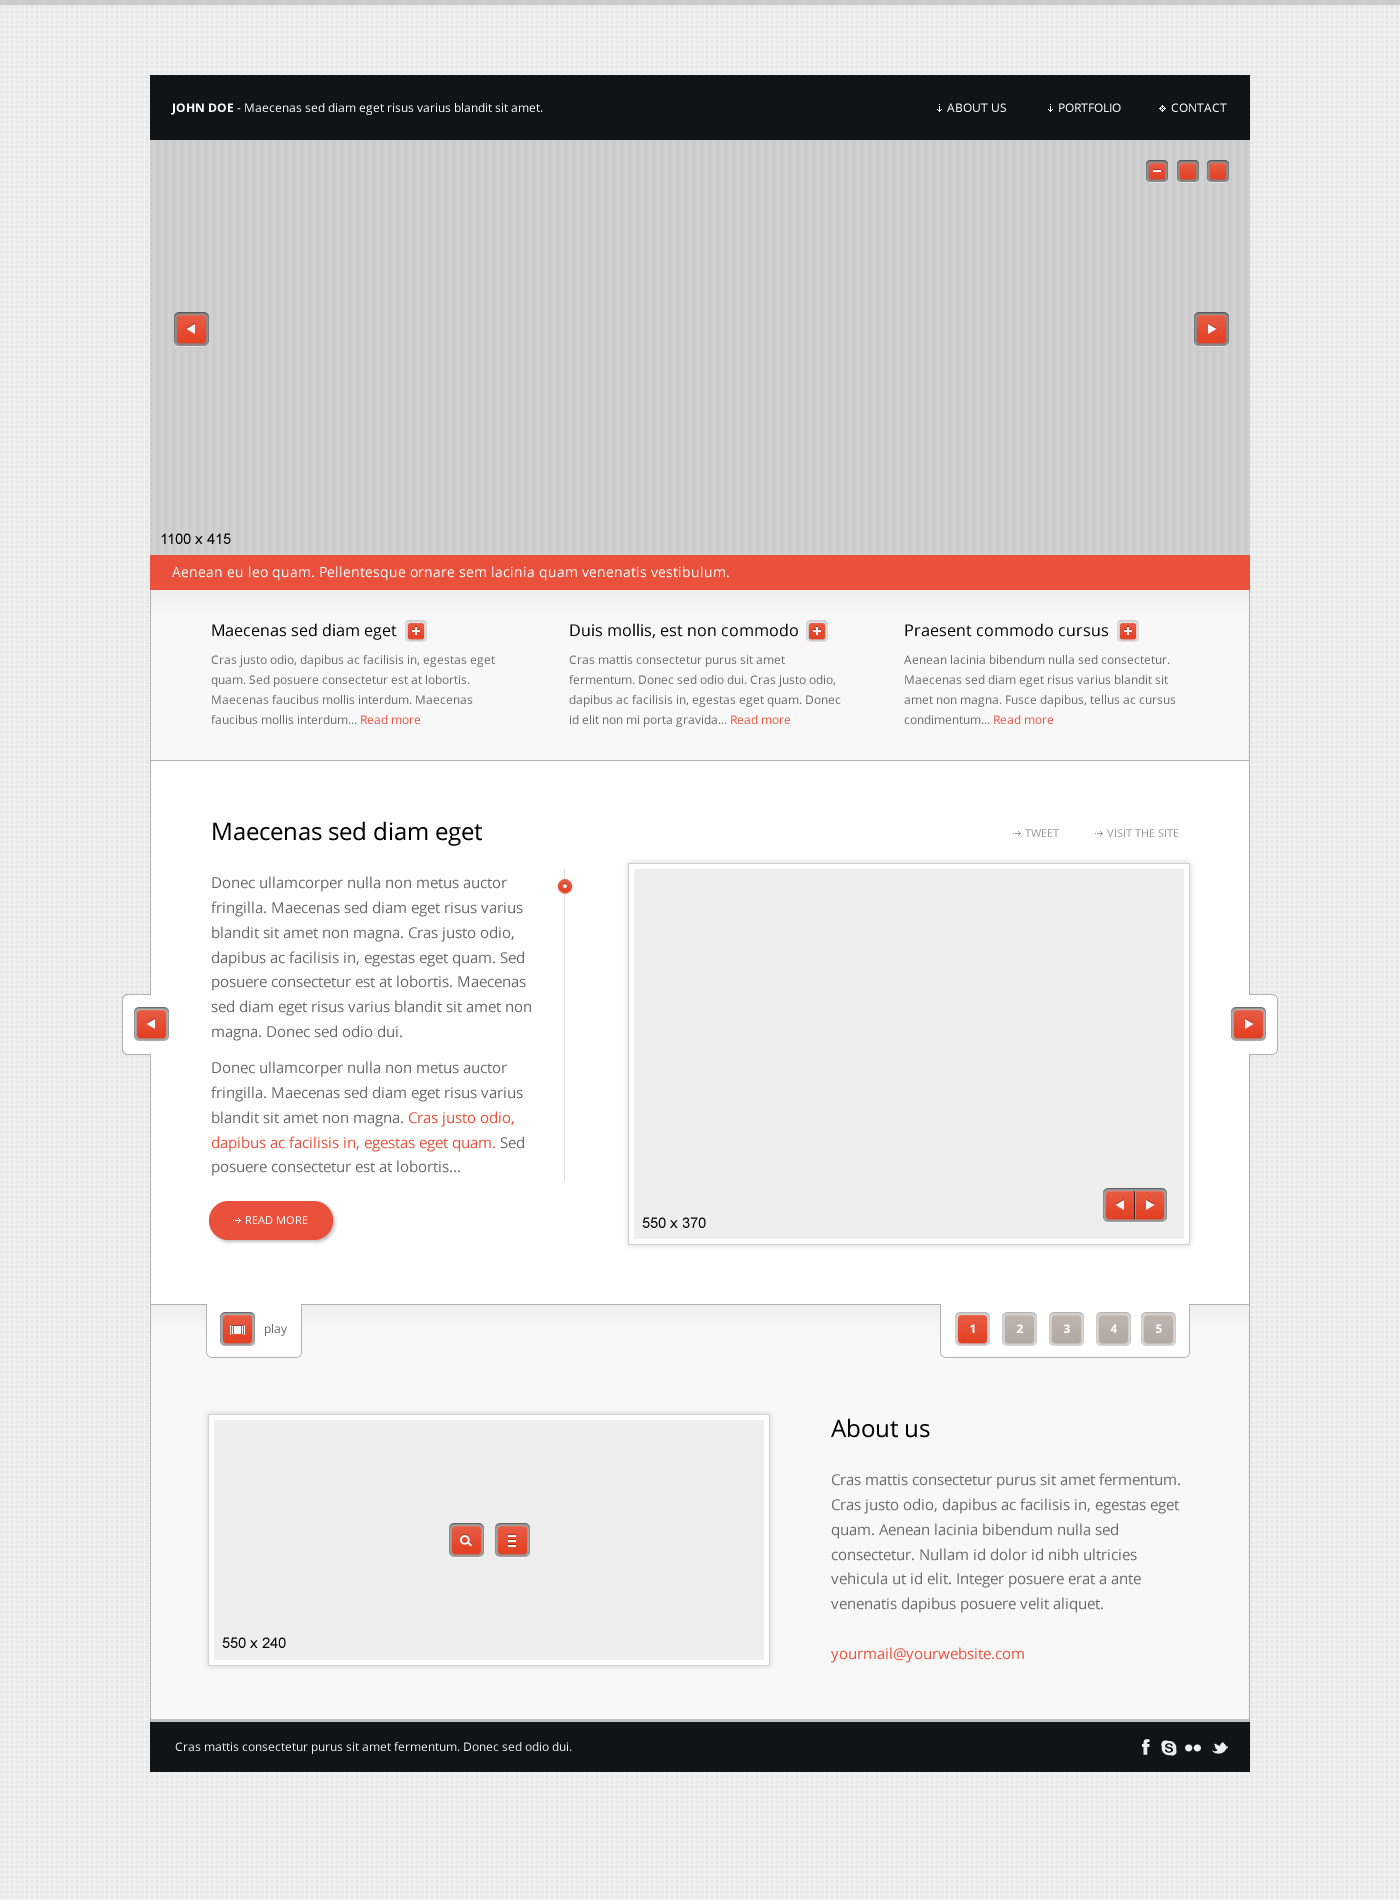 JOHN DOE - Maecenas sed diam eget risus varius blandit sit amet.
ABOUT US
PORTFOLIO
CONTACT
1100 x 415
Aenean eu leo quam. Pellentesque ornare sem lacinia quam venenatis vestibulum.
Maecenas sed diam eget
Cras justo odio, dapibus ac facilisis in, egestas eget
quam. Sed posuere consectetur est at lobortis.
Maecenas faucibus mollis interdum. Maecenas
faucibus mollis interdum... Read more
Duis mollis, est non commodo
Cras mattis consectetur purus sit amet
fermentum. Donec sed odio dui. Cras justo odio,
dapibus ac facilisis in, egestas eget quam. Donec
id elit non mi porta gravida... Read more
Praesent commodo cursus
Aenean lacinia bibendum nulla sed consectetur.
Maecenas sed diam eget risus varius blandit sit
amet non magna. Fusce dapibus, tellus ac cursus
condimentum... Read more
Maecenas sed diam eget
TWEET
VISIT THE SITE
Donec ullamcorper nulla non metus auctor
fringilla. Maecenas sed diam eget risus varius
blandit sit amet non magna. Cras justo odio,
dapibus ac facilisis in, egestas eget quam. Sed
posuere consectetur est at lobortis. Maecenas
sed diam eget risus varius blandit sit amet non
magna. Donec sed odio dui.
Donec ullamcorper nulla non metus auctor
fringilla. Maecenas sed diam eget risus varius
blandit sit amet non magna. Cras justo odio,
dapibus ac facilisis in, egestas eget quam. Sed
posuere consectetur est at lobortis...
READ MORE
550 x 370
play
1 2 3 4 5
550 x 240
About us
Cras mattis consectetur purus sit amet fermentum.
Cras justo odio, dapibus ac facilisis in, egestas eget
quam. Aenean lacinia bibendum nulla sed
consectetur. Nullam id dolor id nibh ultricies
vehicula ut id elit. Integer posuere erat a ante
venenatis dapibus posuere velit aliquet.
yourmail@yourwebsite.com
Cras mattis consectetur purus sit amet fermentum. Donec sed odio dui.